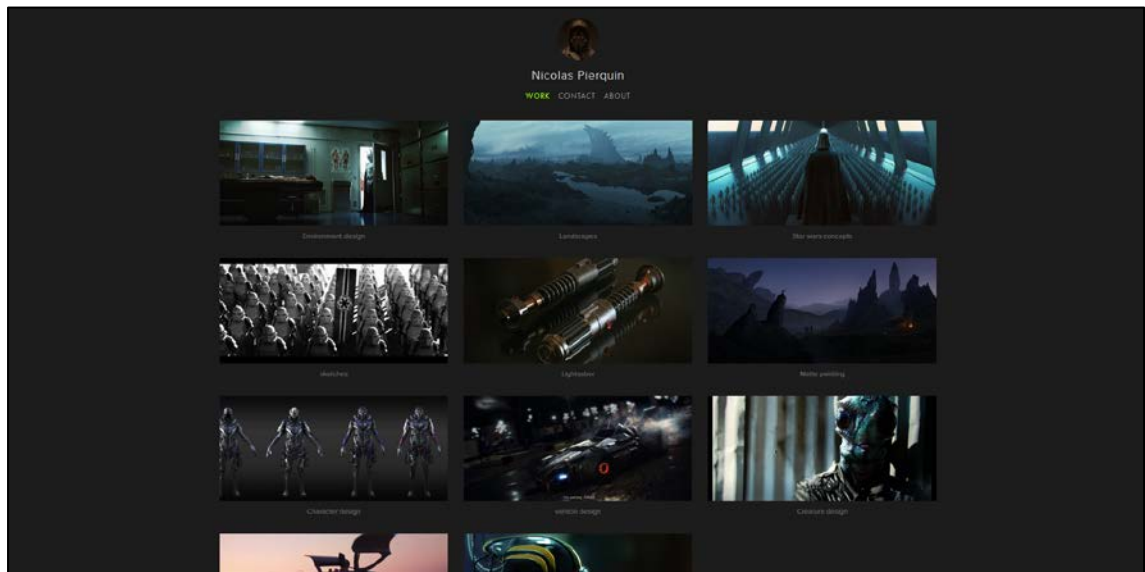 Nicolas Pierquin
WORK CONTACT ABOUT
Environment design
Landscapes
Star wars concepts
sketches
Lightsaber
Matte painting
Character design
vehicle design
Creature design